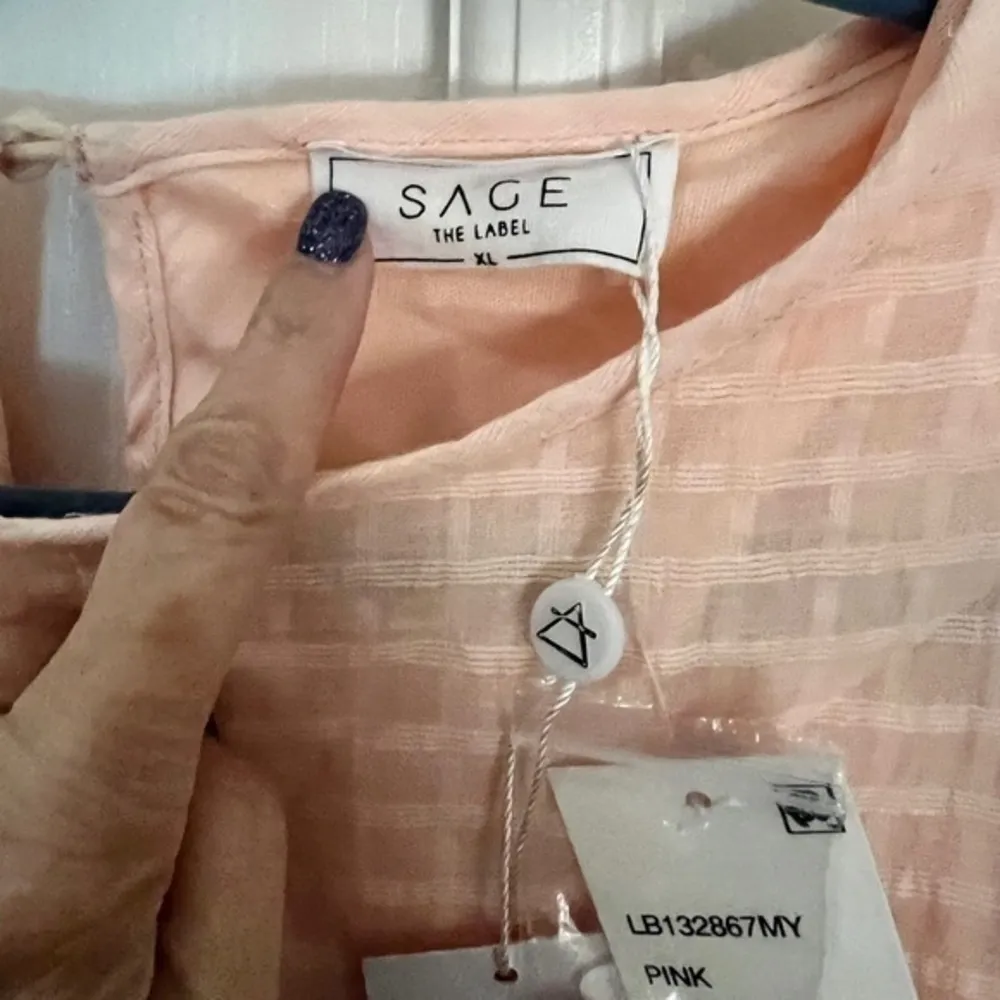 SAGE
THE LABEL
XL
LB132867MY
PINK